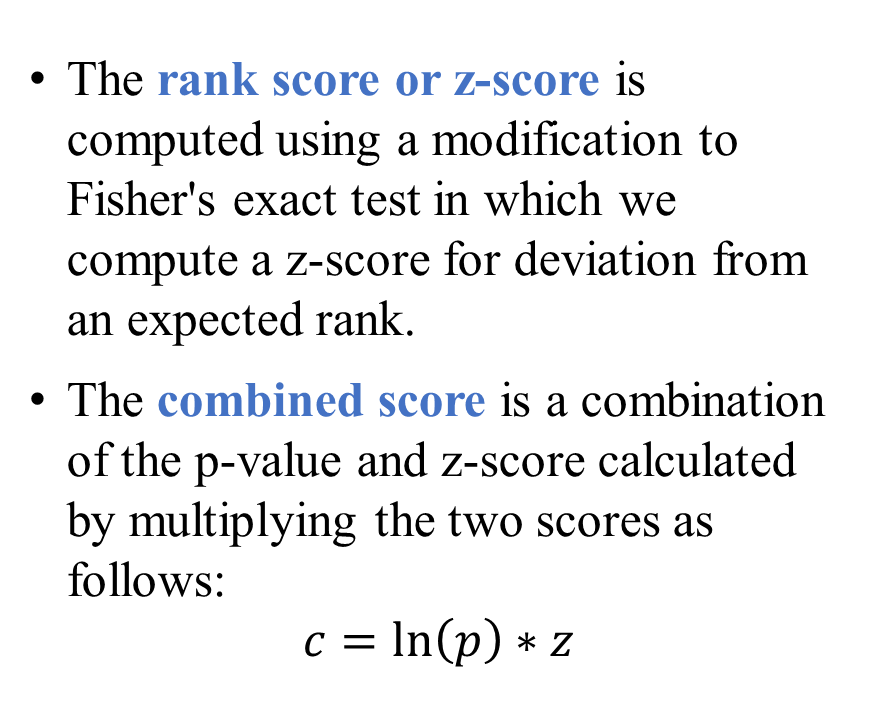 • The rank score or z-score is
computed using a modification to
Fisher's exact test in which we
compute a z-score for deviation from
an expected rank.
• The combined score is a combination
of the p-value and z-score calculated
by multiplying the two scores as
follows:
c = ln(p) ∗ z